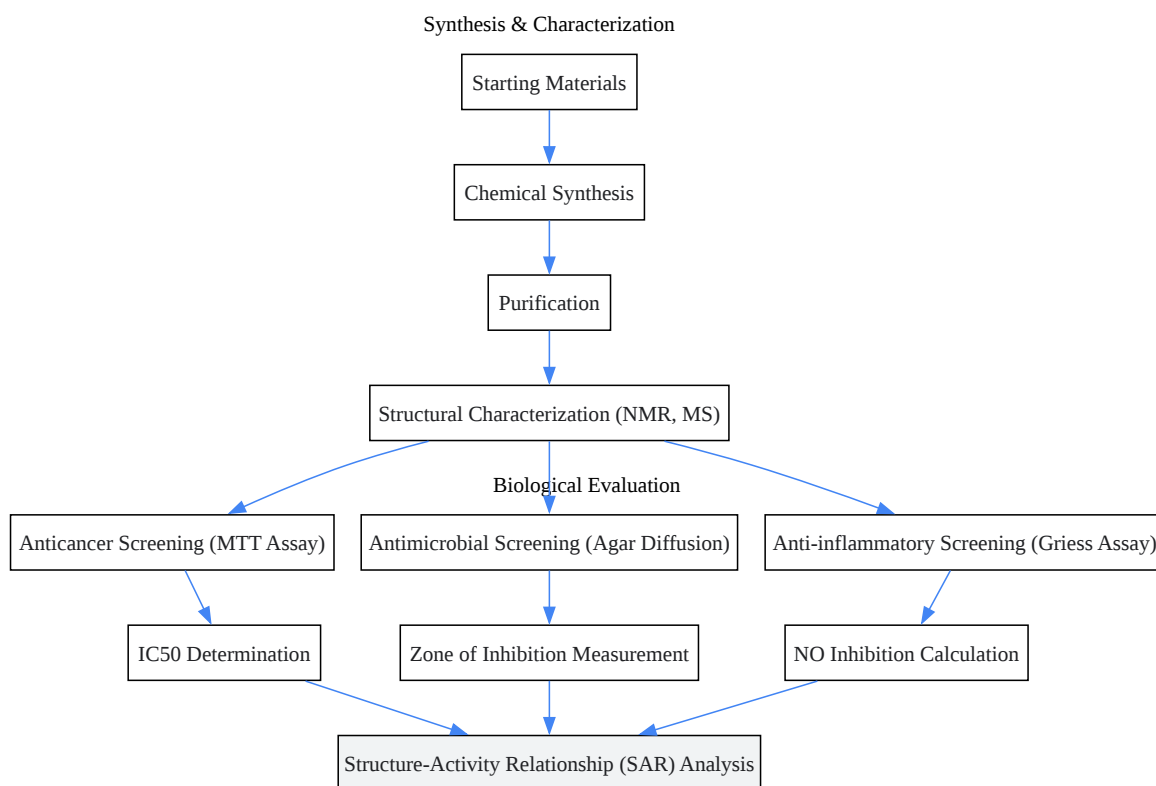 Synthesis & Characterization
Starting Materials
Chemical Synthesis
Purification
Structural Characterization (NMR, MS)
Biological Evaluation
Anticancer Screening (MTT Assay)
Antimicrobial Screening (Agar Diffusion)
Anti-inflammatory Screening (Griess Assay)
IC50 Determination
Zone of Inhibition Measurement
NO Inhibition Calculation
Structure-Activity Relationship (SAR) Analysis